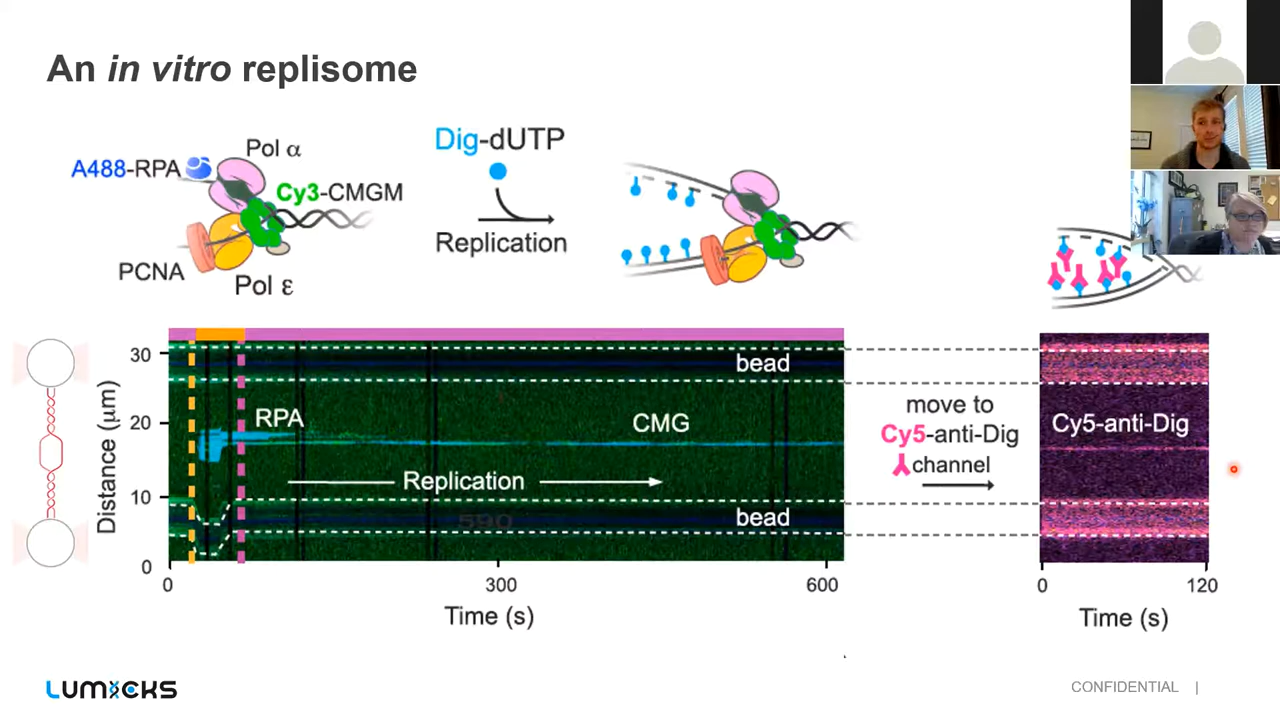 An in vitro replisome
Pol α
A488-RPA
Cy3-CMGM
PCNA
Pol ε
Dig-dUTP
Replication
30
20
10
0
Distance (μm)
bead
RPA
CMG
Replication
590
bead
0
300
600
Time (s)
move to
Cy5-anti-Dig
channel
Cy5-anti-Dig
0
120
Time (s)
LUMICKS
CONFIDENTIAL |